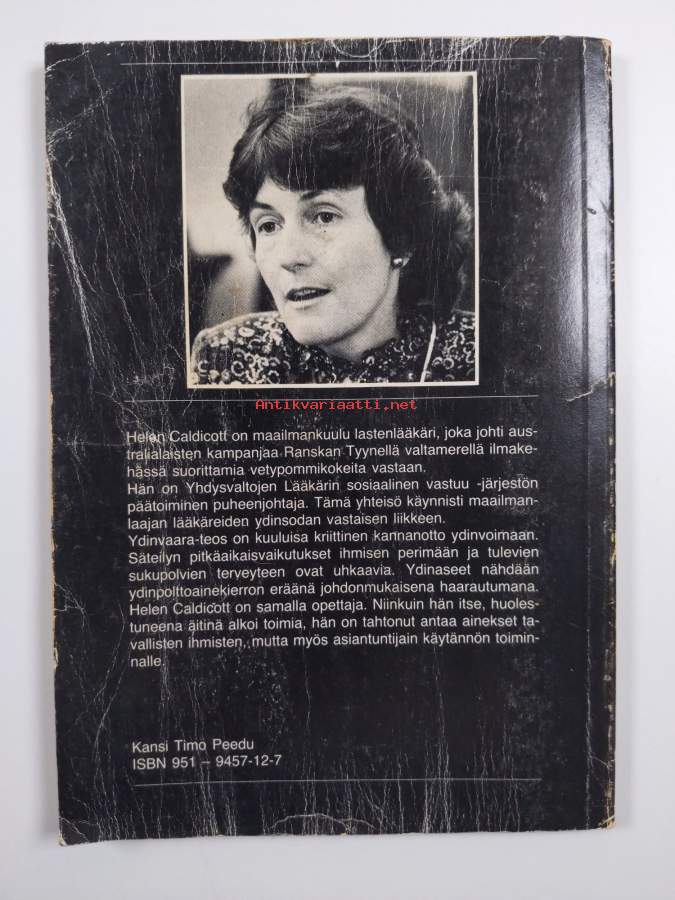 Antikvariaatti.net
Helen Caldicott on maailmankuulu lastenlääkäri, joka johti aus-
tralialaisten kampanjaa Ranskan Tyynellä valtamerellä ilmake-
hässä suorittamia vetypommikokeita vastaan.
Hän on Yhdysvaltojen Lääkärin sosiaalinen vastuu -järjestön
päätoiminen puheenjohtaja. Tämä yhteisö käynnisti maailman-
laajan lääkäreiden ydinsodan vastaisen liikkeen.
Ydinvaara-teos on kuuluisa kriittinen kannanotto ydinvoimaan.
Säteilyn pitkäaikaisvaikutukset ihmisen perimään ja tulevien
sukupolvien terveyteen ovat uhkaavia. Ydinaseet nähdään
ydinpolttoainekierron eräänä johdonmukaisena haarautumana.
Helen Caldicott on samalla opettaja. Niinkuin hän itse, huoles-
tuneena äitinä alkoi toimia, hän on tahtonut antaa ainekset ta-
vallisten ihmisten, mutta myös asiantuntijain käytännön toimin-
nalle.
Kansi Timo Peedu
ISBN 951 – 9457-12-7